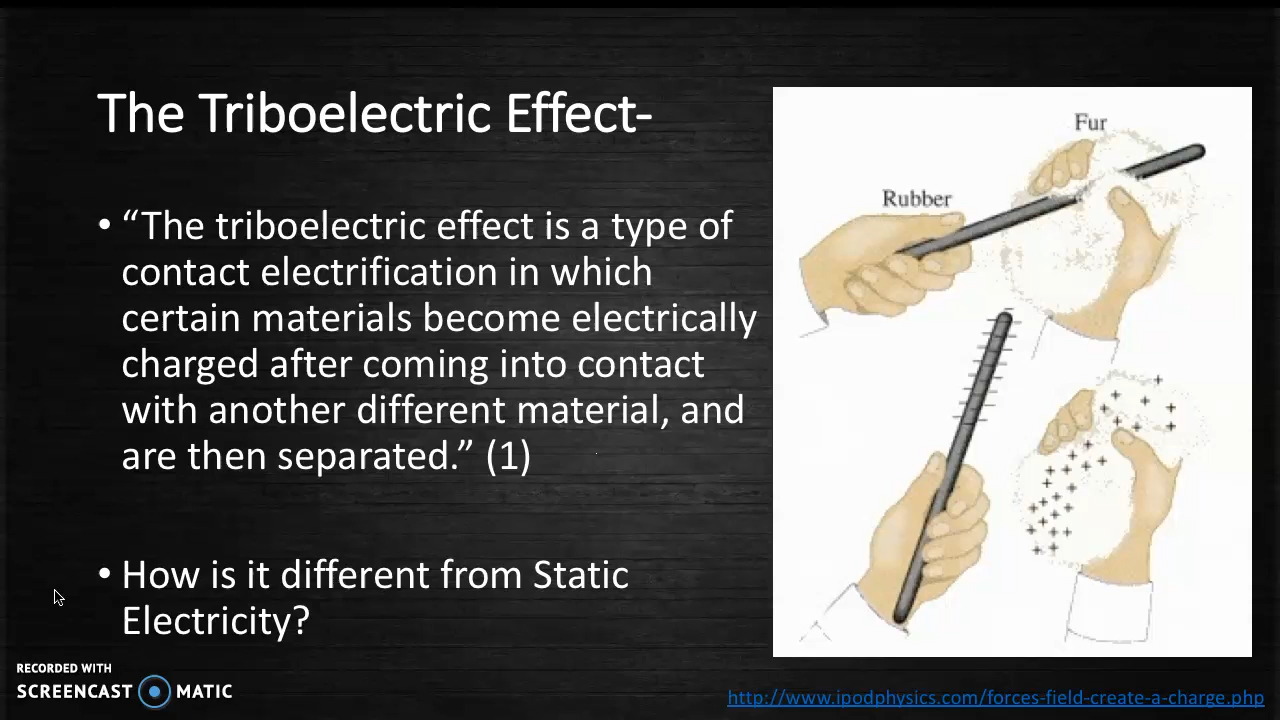 The Triboelectric Effect-
• “The triboelectric effect is a type of
contact electrification in which
certain materials become electrically
charged after coming into contact
with another different material, and
are then separated.” (1)
• How is it different from Static
Electricity?
Fur
Rubber
RECORDED WITH
SCREENCAST MATIC
http://www.ipodphysics.com/forces-field-create-a-charge.php